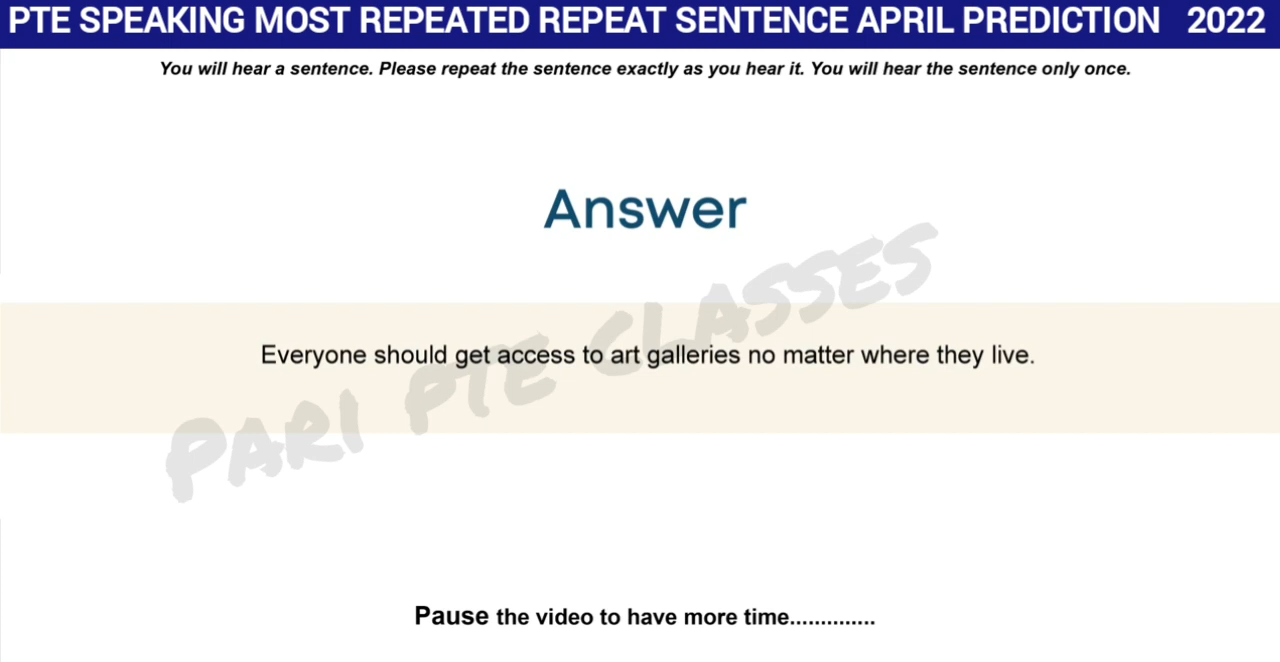 PTE SPEAKING MOST REPEATED REPEAT SENTENCE APRIL PREDICTION 2022
You will hear a sentence. Please repeat the sentence exactly as you hear it. You will hear the sentence only once.
Answer
Everyone should get access to art galleries no matter where they live.
PARI PTE CLASSES
Pause the video to have more time..............